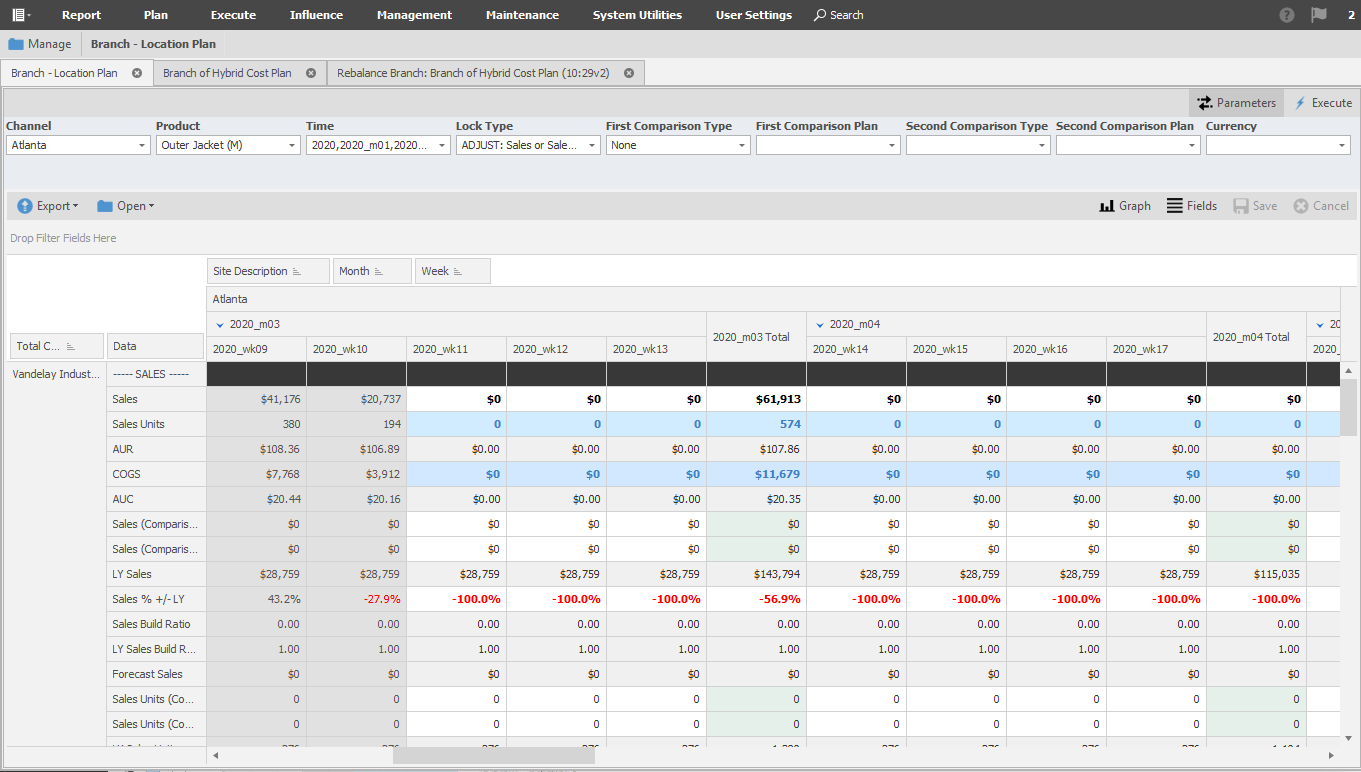 Report Plan Execute Influence Management Maintenance System Utilities User Settings Search ? 2
Manage Branch - Location Plan
Branch - Location Plan Branch of Hybrid Cost Plan Rebalance Branch: Branch of Hybrid Cost Plan (10:29v2)
Parameters Execute
Channel Product Time Lock Type First Comparison Type First Comparison Plan Second Comparison Type Second Comparison Plan Currency
Atlanta Outer Jacket (M) 2020,2020_m01,2020... ADJUST: Sales or Sale... None
Export Open Graph Fields Save Cancel
Drop Filter Fields Here
Site Description Month Week
Atlanta
2020_m03 2020_m03 Total 2020_m04 2020_m04 Total 20
Total C... Data 2020_wk09 2020_wk10 2020_wk11 2020_wk12 2020_wk13 2020_wk14 2020_wk15 2020_wk16 2020_wk17 2020_
Vandelay Indust... ----- SALES -----
Sales $41,176 $20,737 $0 $0 $0 $61,913 $0 $0 $0 $0 $0
Sales Units 380 194 0 0 0 574 0 0 0 0 0
AUR $108.36 $106.89 $0.00 $0.00 $0.00 $107.86 $0.00 $0.00 $0.00 $0.00 $0.00
COGS $7,768 $3,912 $0 $0 $0 $11,679 $0 $0 $0 $0 $0
AUC $20.44 $20.16 $0.00 $0.00 $0.00 $20.35 $0.00 $0.00 $0.00 $0.00 $0.00
Sales (Comparis... $0 $0 $0 $0 $0 $0 $0 $0 $0 $0 $0
Sales (Comparis... $0 $0 $0 $0 $0 $0 $0 $0 $0 $0 $0
LY Sales $28,759 $28,759 $28,759 $28,759 $28,759 $143,794 $28,759 $28,759 $28,759 $28,759 $115,035
Sales % +/- LY 43.2% -27.9% -100.0% -100.0% -100.0% -56.9% -100.0% -100.0% -100.0% -100.0% -100.0%
Sales Build Ratio 0.00 0.00 0.00 0.00 0.00 0.00 0.00 0.00 0.00 0.00 0.00
LY Sales Build R... 1.00 1.00 1.00 1.00 1.00 1.00 1.00 1.00 1.00 1.00 1.00
Forecast Sales $0 $0 $0 $0 $0 $0 $0 $0 $0 $0 $0
Sales Units (Co... 0 0 0 0 0 0 0 0 0 0 0
Sales Units (Co... 0 0 0 0 0 0 0 0 0 0 0